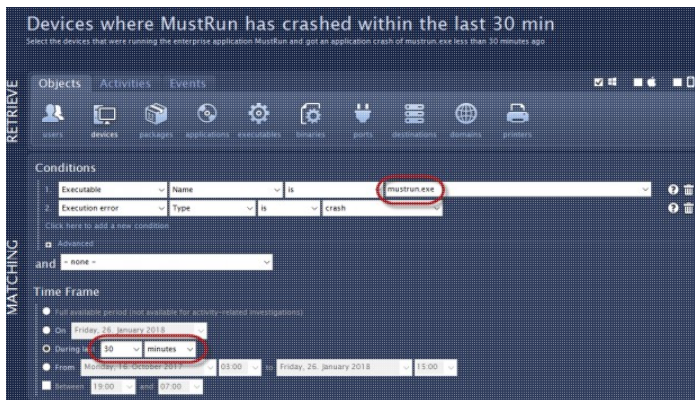 Devices where MustRun has crashed within the last 30 min
Select the devices that were running the enterprise application MustRun and got an application crash of mustrun.exe less than 30 minutes ago
RETRIEVE
Objects Activities Events
users devices packages applications executables binaries ports destinations domains printers
MATCHING
Conditions
1. Executable Name is mustrun.exe
2. Execution error Type is crash
Click here to add a new condition
Advanced
and - none -
Time Frame
Full available period (not available for activity-related investigations)
On Friday, 26. January 2018
During last 30 minutes
From Monday, 16. October 2017 03:00 to Friday, 26. January 2018 15:00
Between 19:00 and 07:00